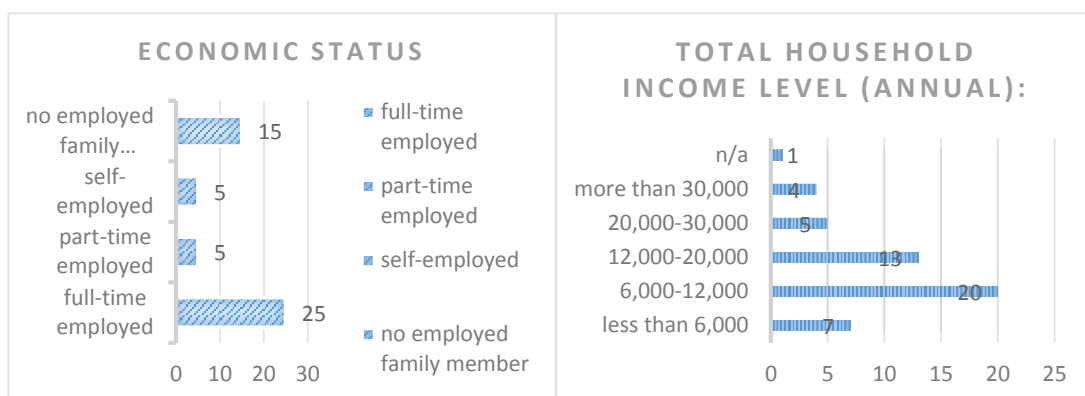 ECONOMIC STATUS
no employed
family...
15
self-
employed
5
part-time
employed
5
full-time
employed
25
0 10 20 30
full-time
employed
part-time
employed
self-employed
no employed
family member
TOTAL HOUSEHOLD
INCOME LEVEL (ANNUAL):
n/a 1
more than 30,000 4
20,000-30,000 5
12,000-20,000 13
6,000-12,000 20
less than 6,000 7
0 5 10 15 20 25